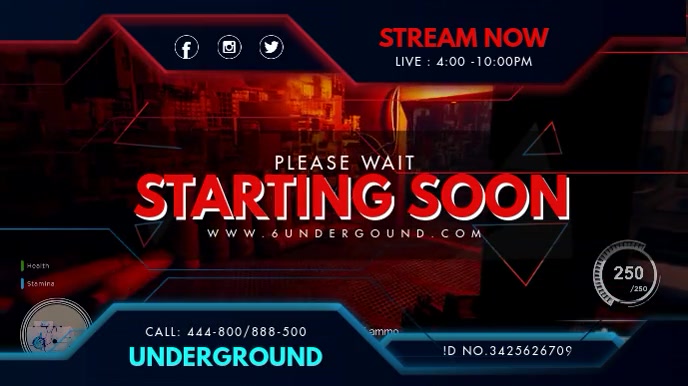 STREAM NOW
LIVE : 4:00 -10:00PM
PLEASE WAIT
STARTING SOON
WWW.6UNDERGOUND.COM
Health
Stamina
250
/250
CALL: 444-800/888-500
UNDERGROUND
ammo
!D NO.3425626709